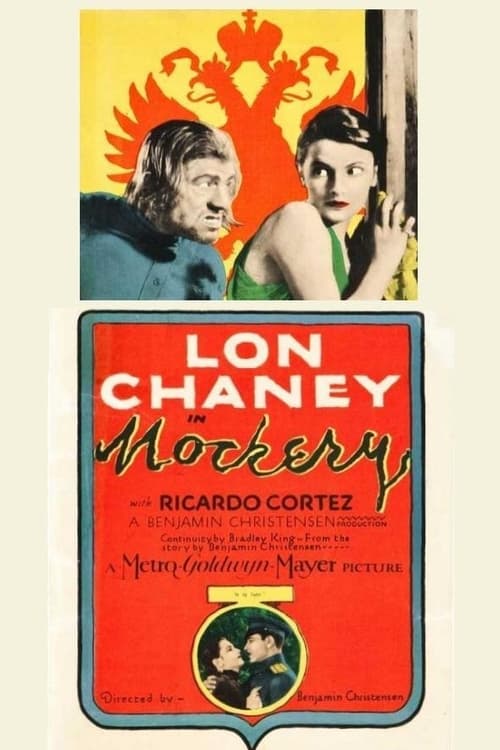 LON
CHANEY
IN
Mockery
with RICARDO CORTEZ
A BENJAMIN CHRISTENSEN PRODUCTION
Continuity by Bradley King - From the
story by Benjamin Christensen-----
A Metro-Goldwyn-Mayer PICTURE
Directed by - Benjamin Christensen